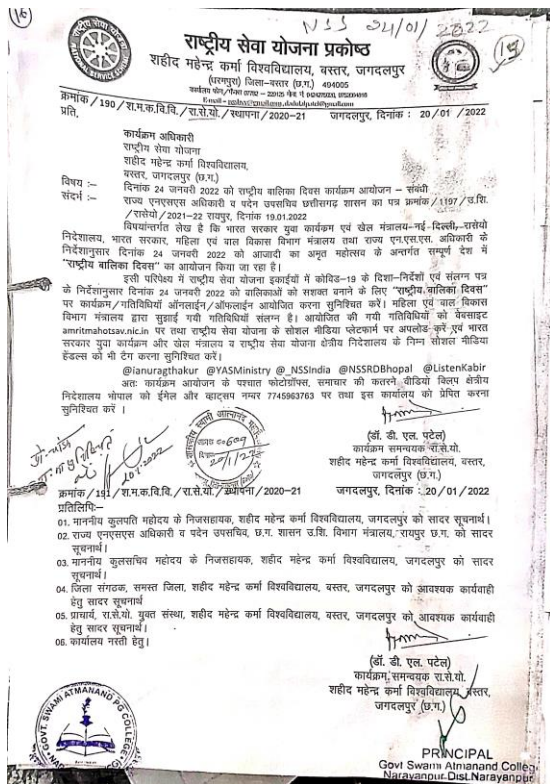 16
NSS 24/01/2022
19
राष्ट्रीय सेवा योजना प्रकोष्ठ
शहीद महेन्द्र कर्मा विश्वविद्यालय, बस्तर, जगदलपुर
(धरमपुरा) जिला–बस्तर (छ.ग.) 494005
क्रमांक/190/श.म.क.वि.वि./रा.से.यो./स्थापना/2020-21 जगदलपुर, दिनांक : 20/01/2022
प्रति,
कार्यक्रम अधिकारी
राष्ट्रीय सेवा योजना
शहीद महेन्द्र कर्मा विश्वविद्यालय,
बस्तर, जगदलपुर (छ.ग.)
विषय :– दिनांक 24 जनवरी 2022 को राष्ट्रीय बालिका दिवस कार्यक्रम आयोजन – संबंधी
संदर्भ :– राज्य एनएसएस अधिकारी व पदेन उपसचिव छत्तीसगढ़ शासन का पत्र क्रमांक/1197/उ.शि.
/रासेयो/2021-22 रायपुर, दिनांक 19.01.2022
विषयांतर्गत लेख है कि भारत सरकार युवा कार्यक्रम एवं खेल मंत्रालय नई दिल्ली, रासेयो
निदेशालय, भारत सरकार, महिला एवं बाल विकास विभाग मंत्रालय तथा राज्य एन.एस.एस. अधिकारी के
निर्देशानुसार दिनांक 24 जनवरी 2022 को आजादी का अमृत महोत्सव के अन्तर्गत सम्पूर्ण देश में
"राष्ट्रीय बालिका दिवस" का आयोजन किया जा रहा है।
इसी परिपेक्ष्य में राष्ट्रीय सेवा योजना इकाईयों में कोविड–19 के दिशा–निर्देशों एवं संलग्न पत्र
के निर्देशानुसार दिनांक 24 जनवरी 2022 को बालिकाओं को सशक्त बनाने के लिए "राष्ट्रीय बालिका दिवस"
पर कार्यक्रम/गतिविधियाँ ऑनलाईन/ऑफलाईन आयोजित करना सुनिश्चित करें। महिला एवं बाल विकास
विभाग मंत्रालय द्वारा सुझाई गयी गतिविधियाँ संलग्न है। आयोजित की गयी गतिविधियों को वेबसाइट
amritmahotsav.nic.in पर तथा राष्ट्रीय सेवा योजना के सोशल मीडिया प्लेटफार्म पर अपलोड करें एवं भारत
सरकार युवा कार्यक्रम और खेल मंत्रालय व राष्ट्रीय सेवा योजना क्षेत्रीय निदेशालय के निम्न सोशल मीडिया
हेंडल्स को भी टैग करना सुनिश्चित करें।
@ianuragthakur @YASMinistry @_NSSIndia @NSSRDBhopal @ListenKabir
अतः कार्यक्रम आयोजन के पश्चात फोटोग्राफ्स, समाचार की कतरने वीडियो क्लिप क्षेत्रीय
निदेशालय भोपाल को ईमेल और व्हाट्सप नम्बर 7745963763 पर तथा इस कार्यालय को प्रेषित करना
सुनिश्चित करें ।
(डॉ. डी. एल. पटेल)
कार्यक्रम समन्वयक रा.से.यो.
शहीद महेन्द्र कर्मा विश्वविद्यालय, बस्तर,
जगदलपुर (छ.ग.)
609
20/1/22
क्रमांक/191/श.म.क.वि.वि./रा.से.यो./स्थापना/2020-21 जगदलपुर, दिनांक : 20/01/2022
प्रतिलिपिः–
01. माननीय कुलपति महोदय के निजसहायक, शहीद महेन्द्र कर्मा विश्वविद्यालय, जगदलपुर को सादर सूचनार्थ।
02. राज्य एनएसएस अधिकारी व पदेन उपसचिव, छ.ग. शासन उ.शि. विभाग मंत्रालय, रायपुर छ.ग. को सादर
सूचनार्थ।
03. माननीय कुलसचिव महोदय के निजसहायक, शहीद महेन्द्र कर्मा विश्वविद्यालय, जगदलपुर को सादर
सूचनार्थ।
04. जिला संगठक, समस्त जिला, शहीद महेन्द्र कर्मा विश्वविद्यालय, बस्तर, जगदलपुर को आवश्यक कार्यवाही
हेतु सादर सूचनार्थ
05. प्राचार्य, रा.से.यो. युक्त संस्था, शहीद महेन्द्र कर्मा विश्वविद्यालय, बस्तर, जगदलपुर को आवश्यक कार्यवाही
हेतु सादर सूचनार्थ।
06. कार्यालय नस्ती हेतु।
(डॉ. डी. एल. पटेल)
कार्यक्रम समन्वयक रा.से.यो.
शहीद महेन्द्र कर्मा विश्वविद्यालय, बस्तर,
जगदलपुर (छ.ग.)
GOVT. SWAMI ATMANAND PG COLLEGE
PRINCIPAL
Govt Swami Atmanand College
Narayanpur Dist.Narayanpur